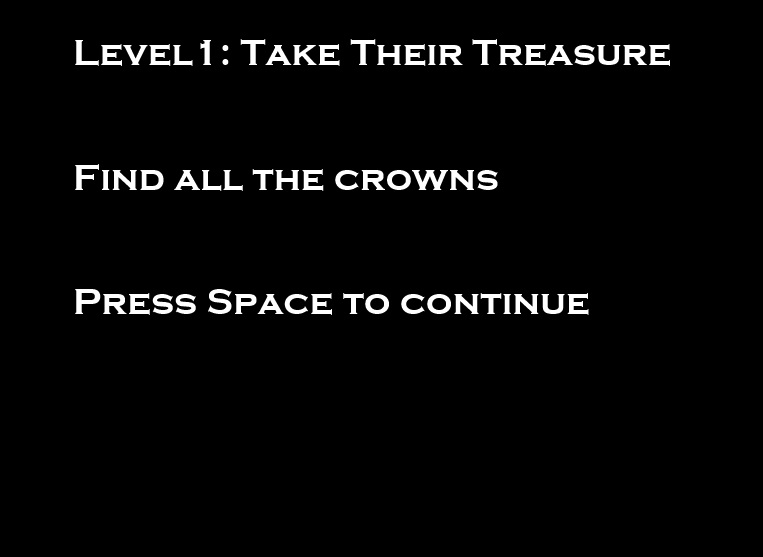 Level 1: Take Their Treasure
Find all the crowns
Press Space to continue